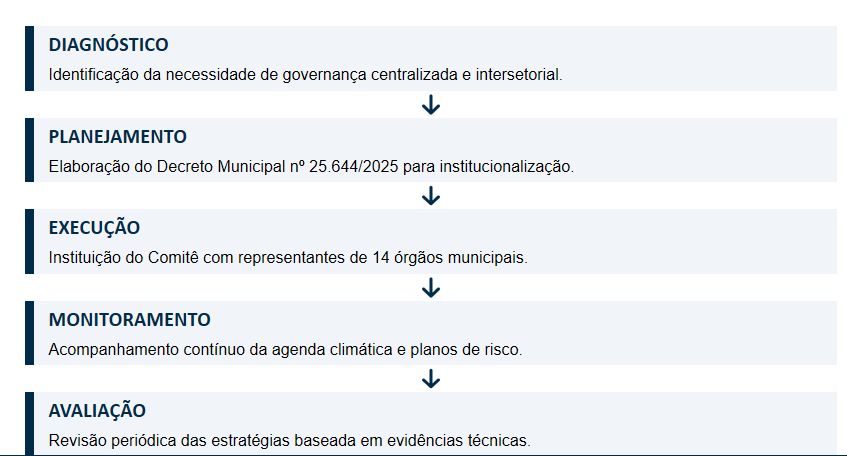 DIAGNÓSTICO
Identificação da necessidade de governança centralizada e intersetorial.
PLANEJAMENTO
Elaboração do Decreto Municipal nº 25.644/2025 para institucionalização.
EXECUÇÃO
Instituição do Comitê com representantes de 14 órgãos municipais.
MONITORAMENTO
Acompanhamento contínuo da agenda climática e planos de risco.
AVALIAÇÃO
Revisão periódica das estratégias baseada em evidências técnicas.